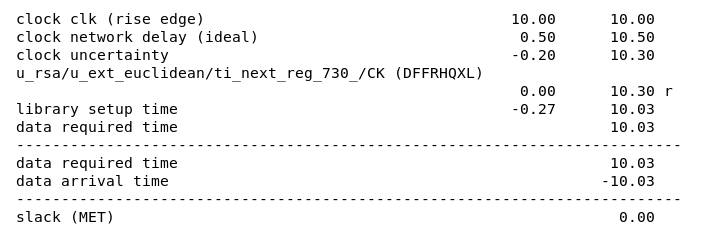 clock clk (rise edge)                                  10.00      10.00
clock network delay (ideal)                             0.50      10.50
clock uncertainty                                      -0.20      10.30
u_rsa/u_ext_euclidean/ti_next_reg_730_/CK (DFFRHQXL)
                                                        0.00      10.30 r
library setup time                                     -0.27      10.03
data required time                                                10.03
--------------------------------------------------------------------------
data required time                                                10.03
data arrival time                                                -10.03
--------------------------------------------------------------------------
slack (MET)                                                        0.00